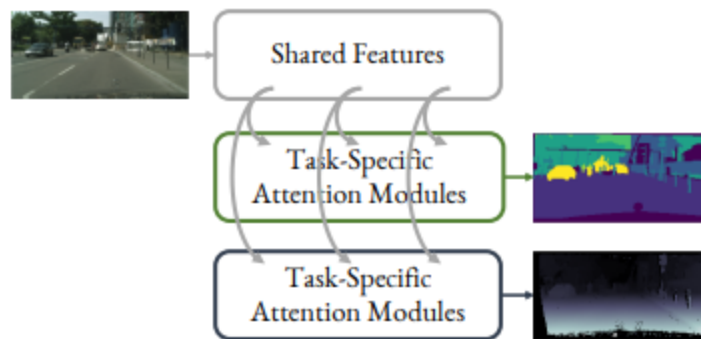 Shared Features
Task-Specific
Attention Modules
Task-Specific
Attention Modules